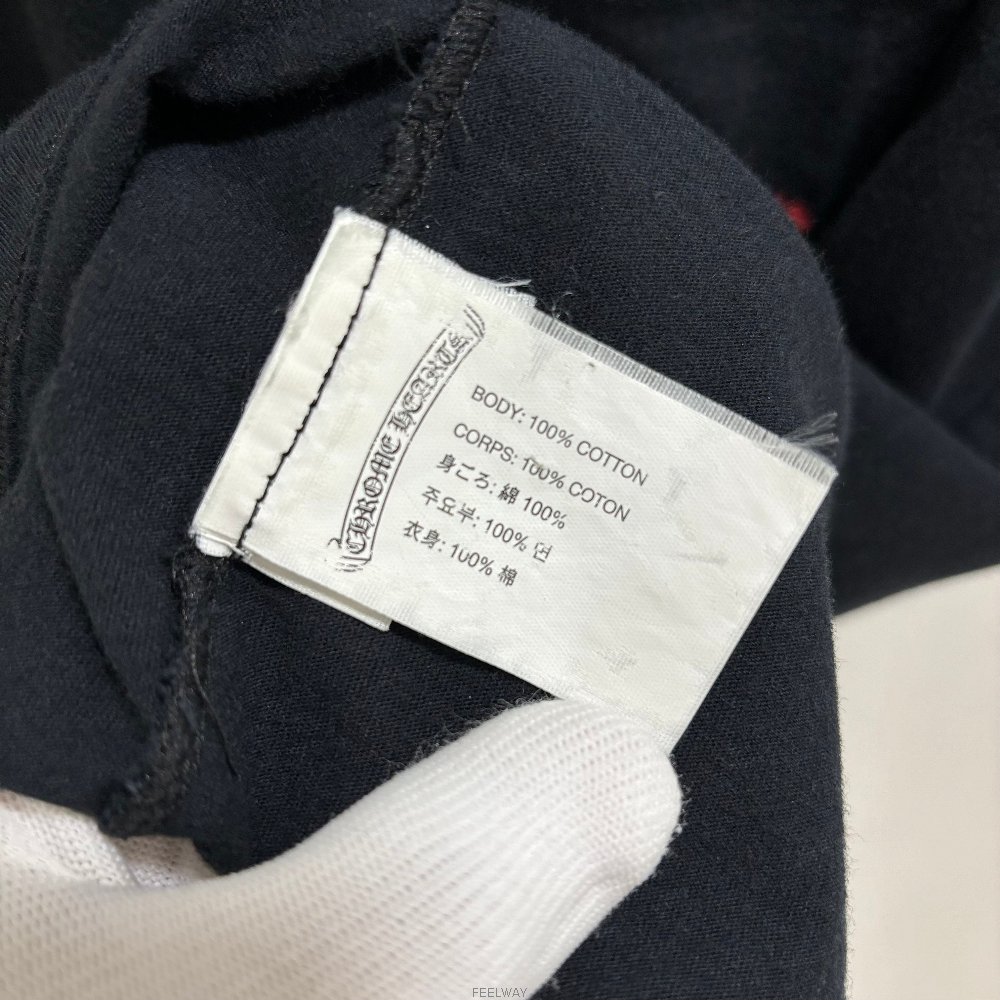 CHROME HEARTS
BODY: 100% COTTON
CORPS: 100% COTON
身ごろ: 綿 100%
주요부: 100% 면
衣身: 100% 棉
FEELWAY